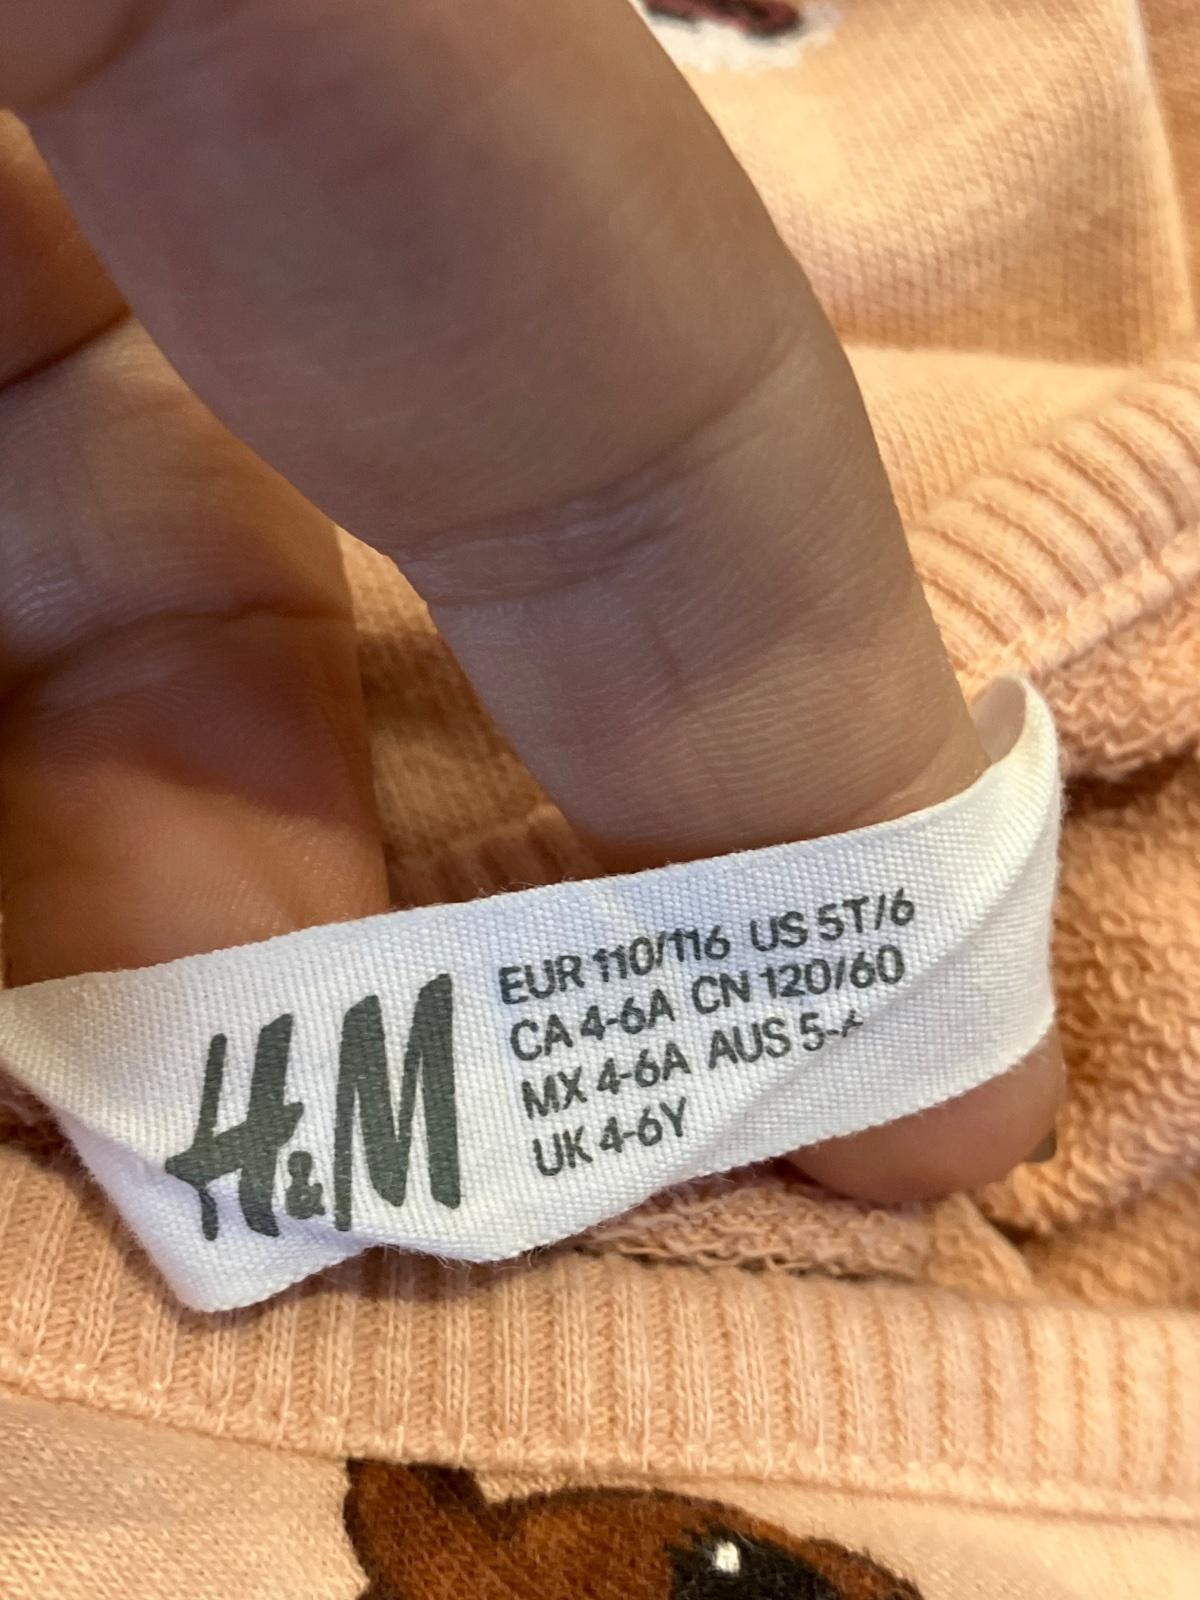 H&M
EUR 110/116 US 5T/6
CA 4-6A CN 120/60
MX 4-6A AUS
UK 4-6Y